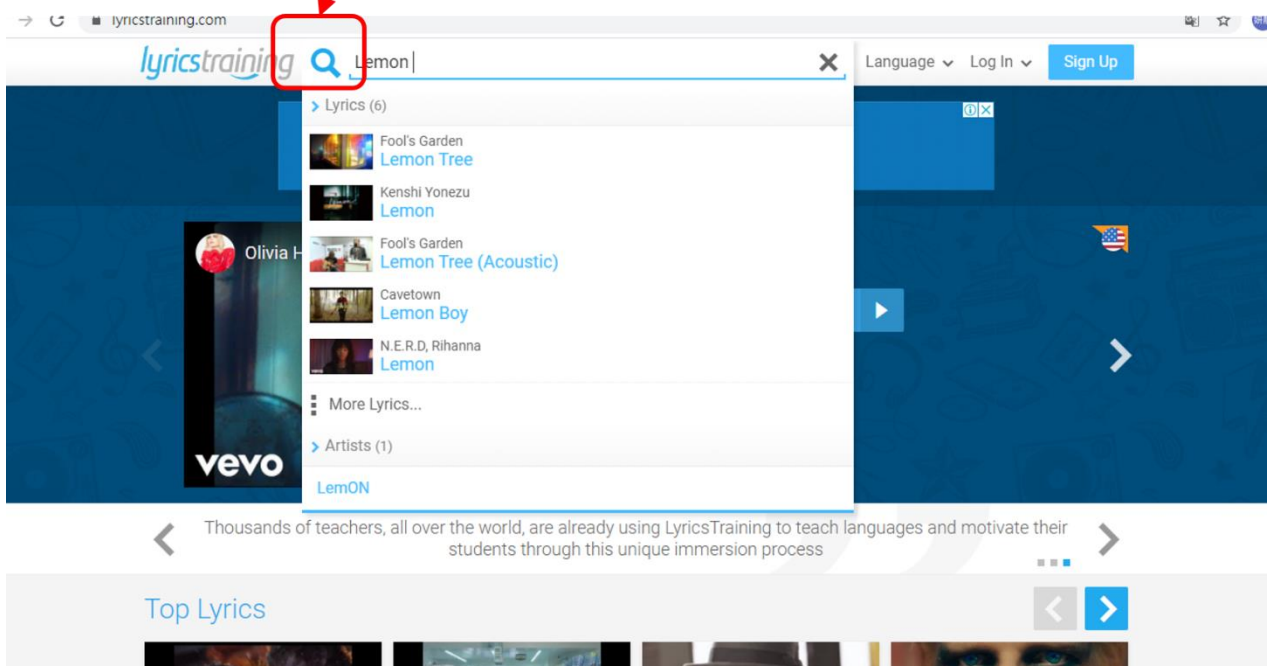 lyricstraining.com
lyricstraining
Lemon
Language
Log In
Sign Up
Lyrics (6)
Fool's Garden
Lemon Tree
Kenshi Yonezu
Lemon
Fool's Garden
Lemon Tree (Acoustic)
Cavetown
Lemon Boy
N.E.R.D, Rihanna
Lemon
More Lyrics...
Artists (1)
LemON
Olivia H
vevo
Thousands of teachers, all over the world, are already using LyricsTraining to teach languages and motivate their
students through this unique immersion process
Top Lyrics